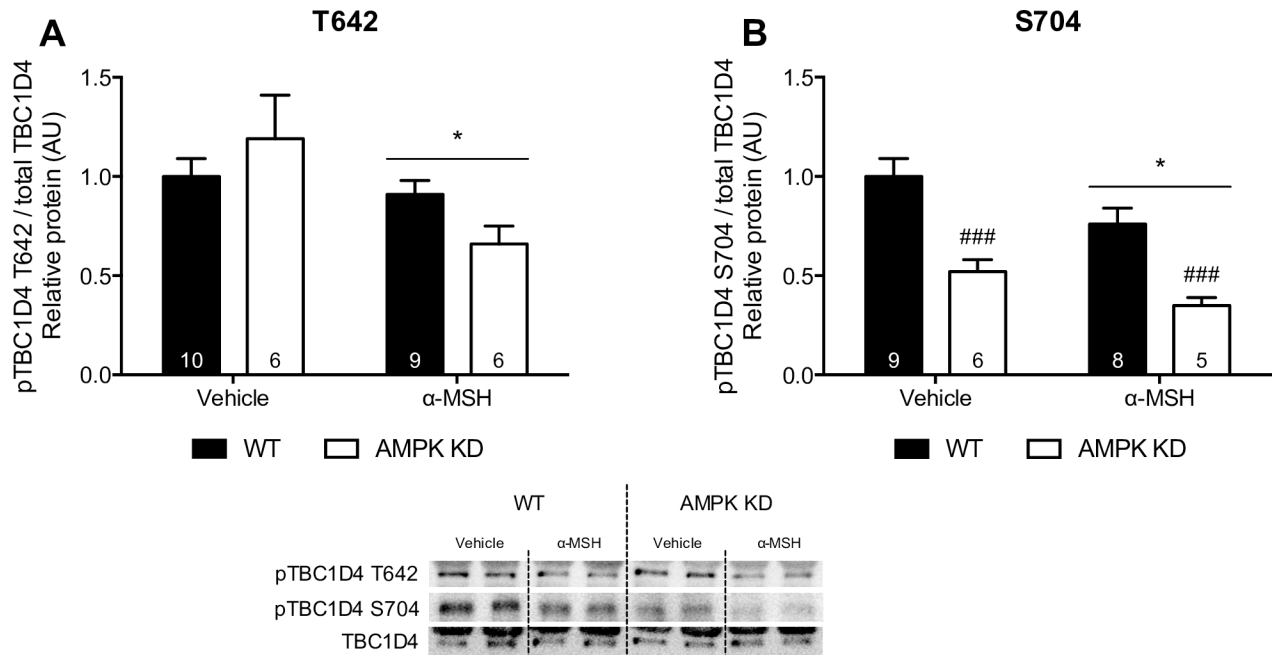 A
T642
pTBC1D4 T642 / total TBC1D4
Relative protein (AU)
1.5
1.0
0.5
0.0
*
10
6
9
6
Vehicle
α-MSH
WT
AMPK KD
B
S704
pTBC1D4 S704 / total TBC1D4
Relative protein (AU)
1.5
1.0
0.5
0.0
*
###
###
9
6
8
5
Vehicle
α-MSH
WT
AMPK KD
WT
AMPK KD
Vehicle
α-MSH
Vehicle
α-MSH
pTBC1D4 T642
pTBC1D4 S704
TBC1D4